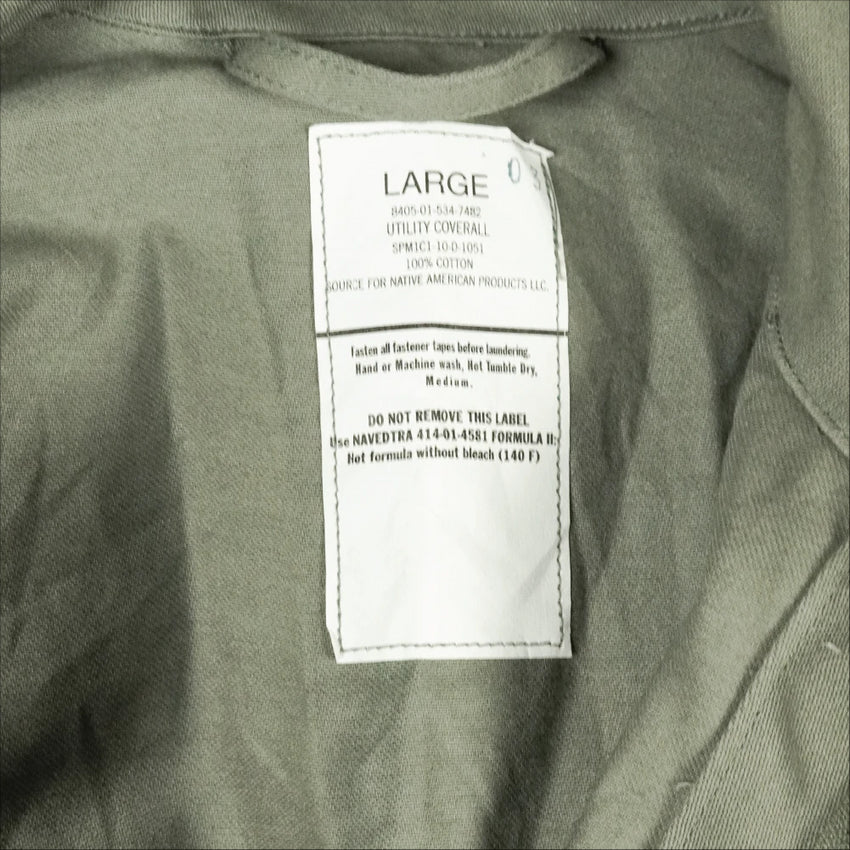 LARGE
8405-01-534-7482
UTILITY COVERALL
SPM1C1-10-D-1051
100% COTTON
SOURCE FOR NATIVE AMERICAN PRODUCTS LLC.
Fasten all fastener tapes before laundering.
Hand or Machine wash, Hot Tumble Dry,
Medium.
DO NOT REMOVE THIS LABEL
Use NAVEDTRA 414-01-4581 FORMULA II:
Hot formula without bleach (140 F)